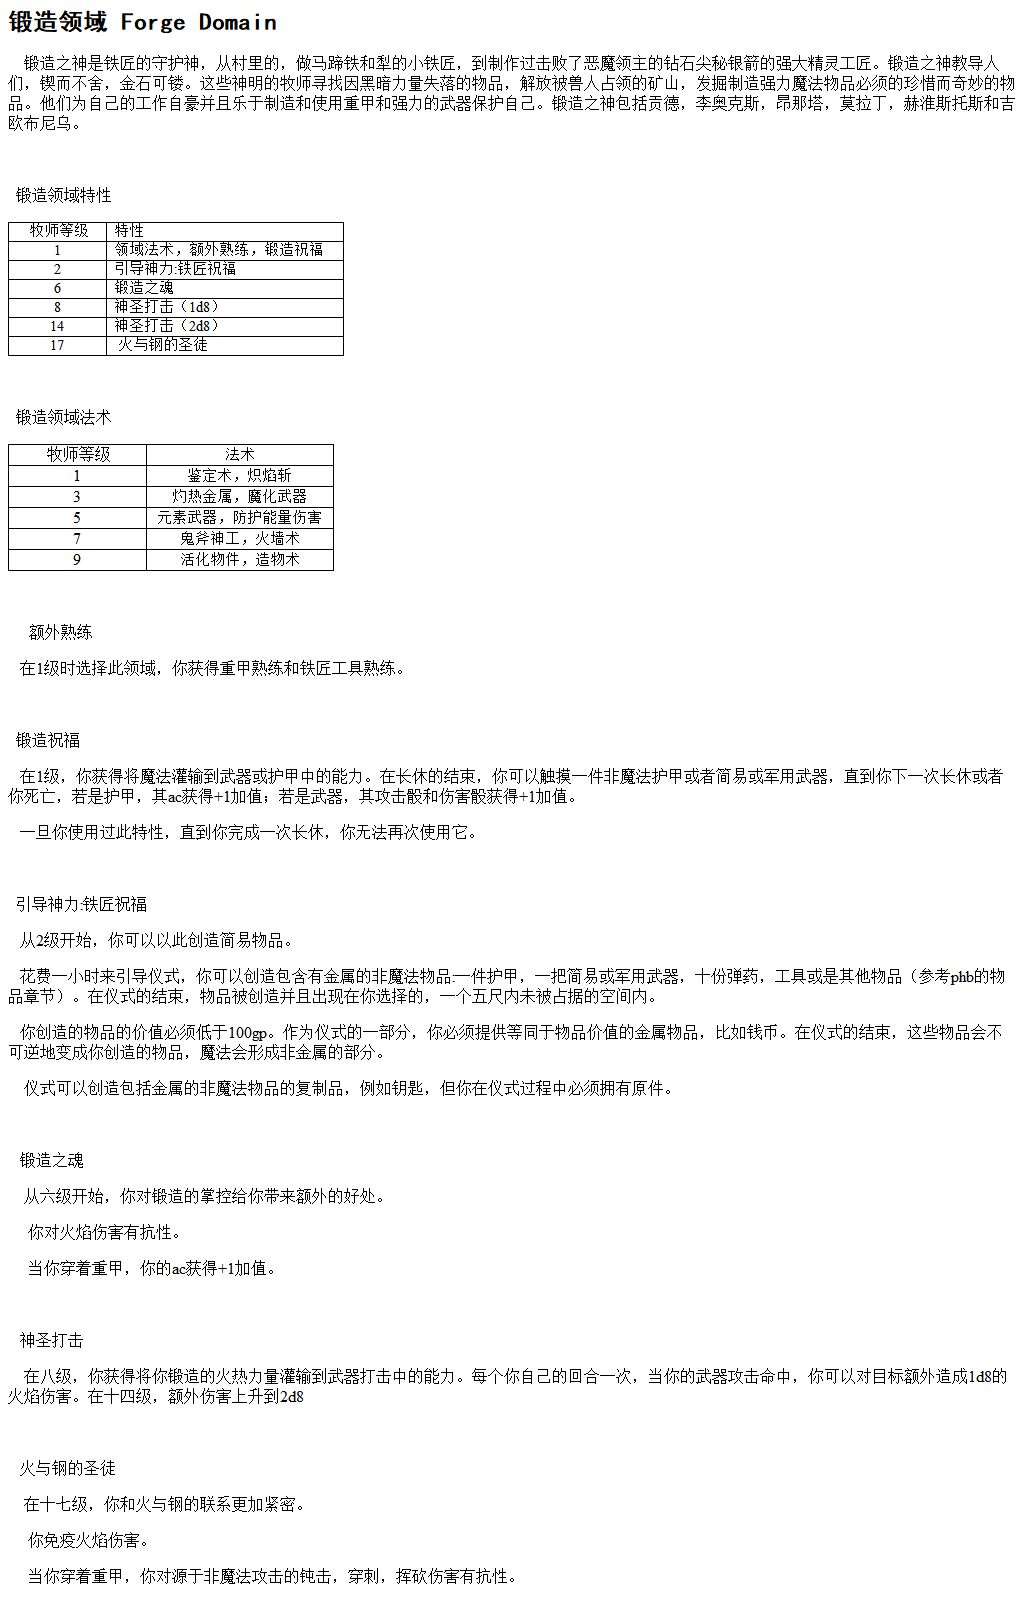 锻造领域 Forge Domain
锻造之神是铁匠的守护神，从村里的，做马蹄铁和犁的小铁匠，到制作过击败了恶魔领主的钻石尖秘银箭的强大精灵工匠。锻造之神教导人
们，锲而不舍，金石可镂。这些神明的牧师寻找因黑暗力量失落的物品，解放被兽人占领的矿山，发掘制造强力魔法物品必须的珍惜而奇妙的物
品。他们为自己的工作自豪并且乐于制造和使用重甲和强力的武器保护自己。锻造之神包括贡德，李奥克斯，昂那塔，莫拉丁，赫淮斯托斯和吉
欧布尼乌。
锻造领域特性
牧师等级 特性
1 领域法术，额外熟练，锻造祝福
2 引导神力:铁匠祝福
6 锻造之魂
8 神圣打击（1d8）
14 神圣打击（2d8）
17 火与钢的圣徒
锻造领域法术
牧师等级 法术
1 鉴定术，炽焰斩
3 灼热金属，魔化武器
5 元素武器，防护能量伤害
7 鬼斧神工，火墙术
9 活化物件，造物术
额外熟练
在1级时选择此领域，你获得重甲熟练和铁匠工具熟练。
锻造祝福
在1级，你获得将魔法灌输到武器或护甲中的能力。在长休的结束，你可以触摸一件非魔法护甲或者简易或军用武器，直到你下一次长休或者
你死亡，若是护甲，其ac获得+1加值；若是武器，其攻击骰和伤害骰获得+1加值。
一旦你使用过此特性，直到你完成一次长休，你无法再次使用它。
引导神力:铁匠祝福
从2级开始，你可以以此创造简易物品。
花费一小时来引导仪式，你可以创造包含有金属的非魔法物品:一件护甲，一把简易或军用武器，十份弹药，工具或是其他物品（参考phb的物
品章节）。在仪式的结束，物品被创造并且出现在你选择的，一个五尺内未被占据的空间内。
你创造的物品的价值必须低于100gp。作为仪式的一部分，你必须提供等同于物品价值的金属物品，比如钱币。在仪式的结束，这些物品会不
可逆地变成你创造的物品，魔法会形成非金属的部分。
仪式可以创造包括金属的非魔法物品的复制品，例如钥匙，但你在仪式过程中必须拥有原件。
锻造之魂
从六级开始，你对锻造的掌控给你带来额外的好处。
你对火焰伤害有抗性。
当你穿着重甲，你的ac获得+1加值。
神圣打击
在八级，你获得将你锻造的火热力量灌输到武器打击中的能力。每个你自己的回合一次，当你的武器攻击命中，你可以对目标额外造成1d8的
火焰伤害。在十四级，额外伤害上升到2d8
火与钢的圣徒
在十七级，你和火与钢的联系更加紧密。
你免疫火焰伤害。
当你穿着重甲，你对源于非魔法攻击的钝击，穿刺，挥砍伤害有抗性。